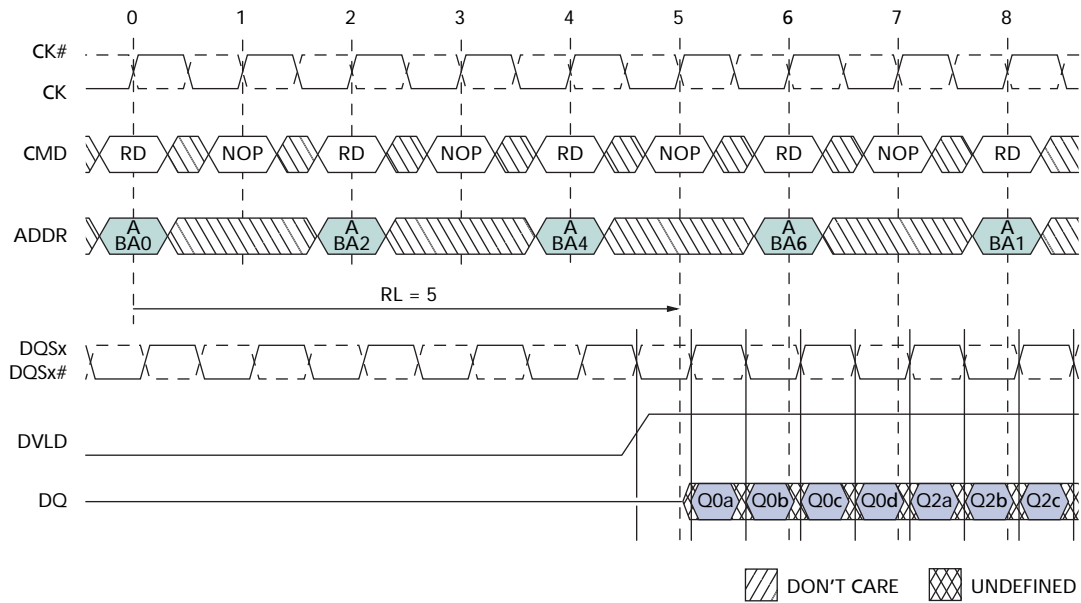 0 1 2 3 4 5 6 7 8
CK#
CK
CMD RD NOP RD NOP RD NOP RD NOP RD
ADDR A A A A A
BA0 BA2 BA4 BA6 BA1
RL = 5
DQSx
DQSx#
DVLD
DQ Q0a Q0b Q0c Q0d Q2a Q2b Q2c
DON'T CARE UNDEFINED